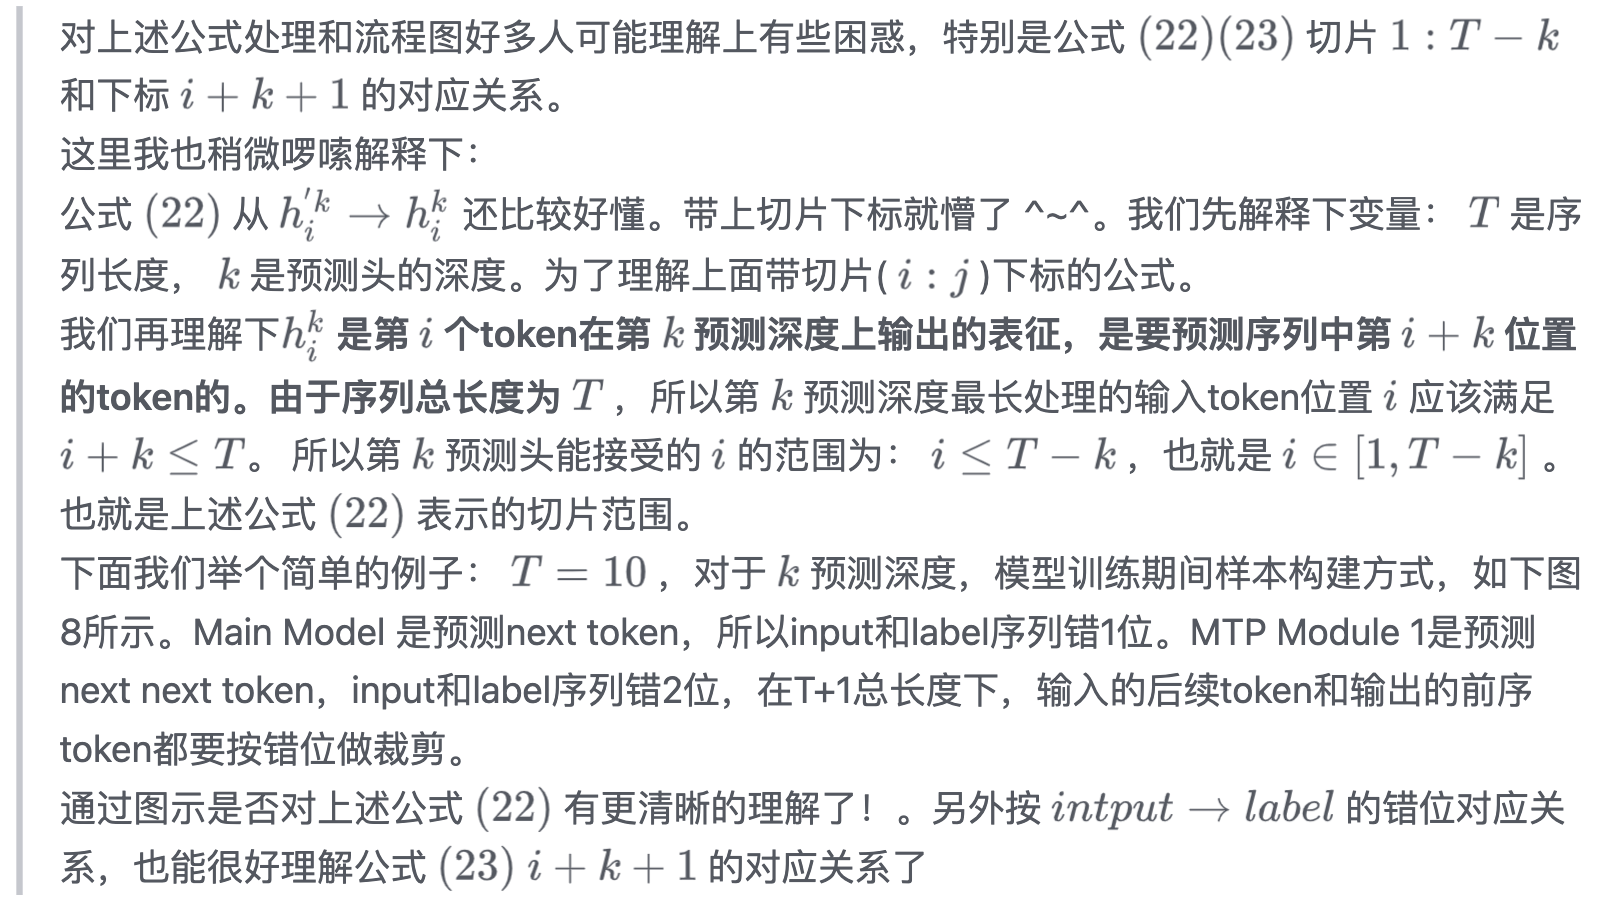 对上述公式处理和流程图好多人可能理解上有些困惑，特别是公式 (22)(23) 切片 1 : T − k
和下标 i + k + 1 的对应关系。
这里我也稍微啰嗦解释下：
公式 (22) 从 h_i^{'k} → h_i^k 还比较好懂。带上切片下标就懵了 ^~^。我们先解释下变量： T 是序
列长度， k 是预测头的深度。为了理解上面带切片( i : j )下标的公式。
我们再理解下h_i^k 是第 i 个token在第 k 预测深度上输出的表征，是要预测序列中第 i + k 位置
的token的。由于序列总长度为 T ，所以第 k 预测深度最长处理的输入token位置 i 应该满足
i + k ≤ T。 所以第 k 预测头能接受的 i 的范围为： i ≤ T − k ，也就是 i ∈ [1, T − k] 。
也就是上述公式 (22) 表示的切片范围。
下面我们举个简单的例子： T = 10 ，对于 k 预测深度，模型训练期间样本构建方式，如下图
8所示。Main Model 是预测next token，所以input和label序列错1位。MTP Module 1是预测
next next token，input和label序列错2位，在T+1总长度下，输入的后续token和输出的前序
token都要按错位做裁剪。
通过图示是否对上述公式 (22) 有更清晰的理解了！。另外按 intput → label 的错位对应关
系，也能很好理解公式 (23) i + k + 1 的对应关系了